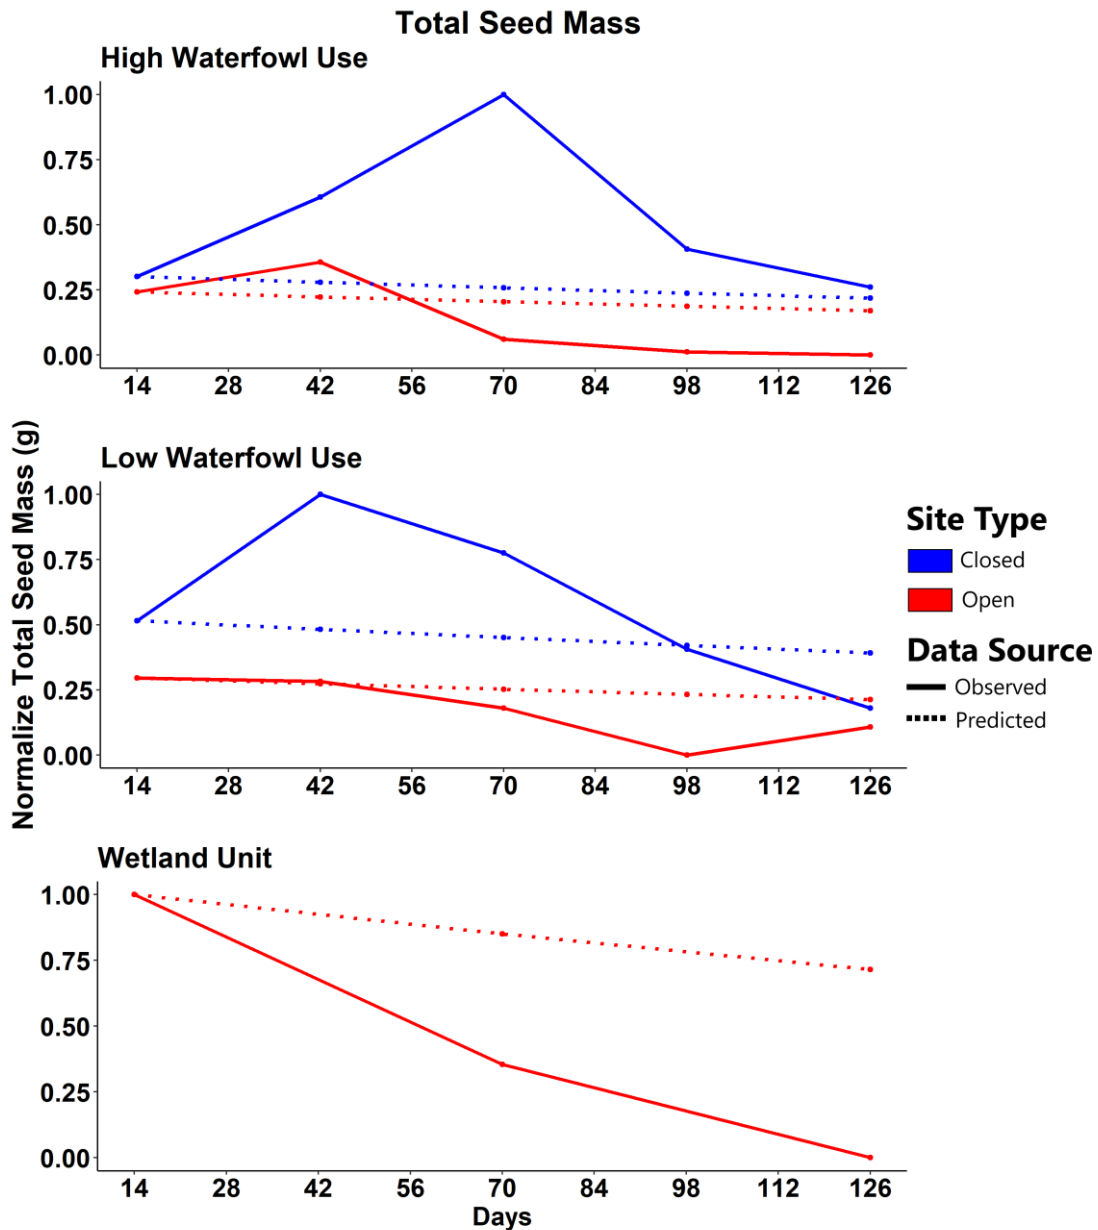 Total Seed Mass
High Waterfowl Use
1.00
0.75
0.50
0.25
0.00
14 28 42 56 70 84 98 112 126
Normalize Total Seed Mass (g)
Low Waterfowl Use
1.00
0.75
0.50
0.25
0.00
14 28 42 56 70 84 98 112 126
Site Type
Closed
Open
Data Source
Observed
Predicted
Wetland Unit
1.00
0.75
0.50
0.25
0.00
14 28 42 56 70 84 98 112 126
Days